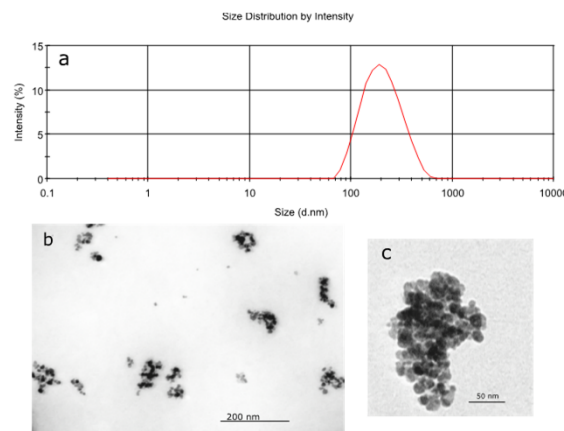 Size Distribution by Intensity
a
15
10
5
0
Intensity (%)
0.1 1 10 100 1000 10000
Size (d.nm)
b
200 nm
c
50 nm